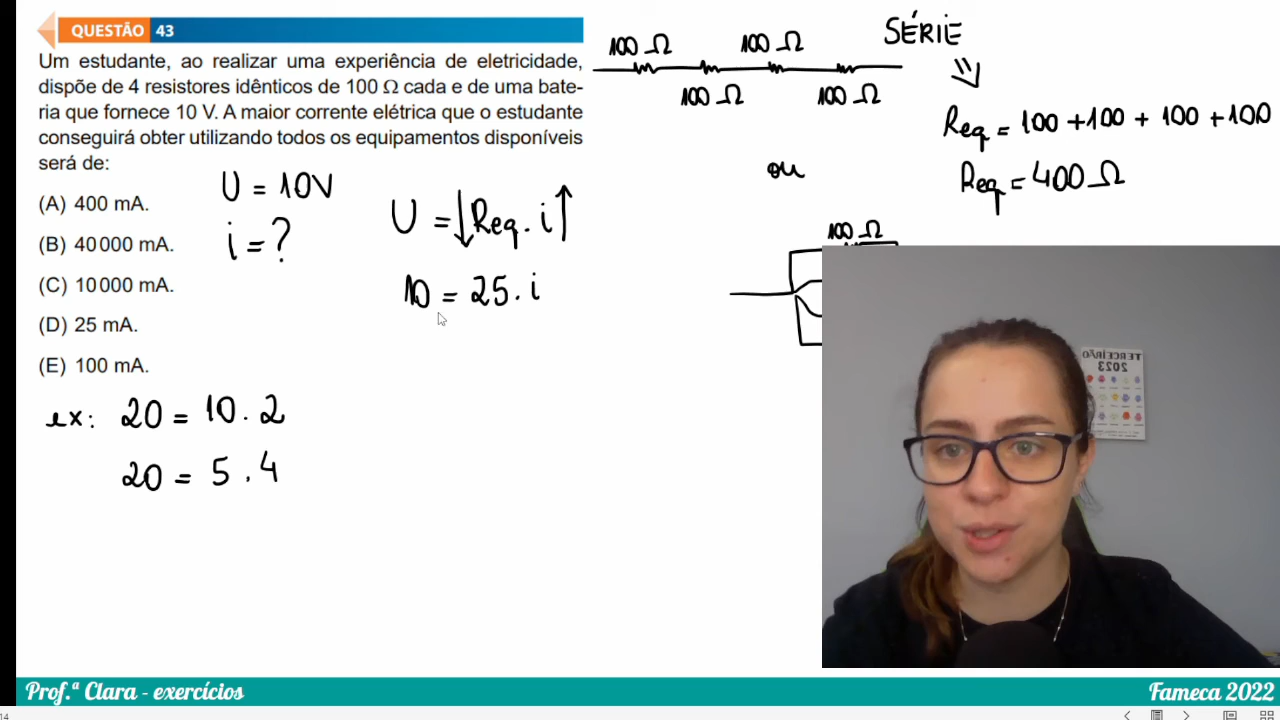 QUESTÃO 43
Um estudante, ao realizar uma experiência de eletricidade,
dispõe de 4 resistores idênticos de 100 Ω cada e de uma bate-
ria que fornece 10 V. A maior corrente elétrica que o estudante
conseguirá obter utilizando todos os equipamentos disponíveis
será de:
(A) 400 mA.
(B) 40 000 mA.
(C) 10 000 mA.
(D) 25 mA.
(E) 100 mA.
U = 10V
i = ?
U = ↓Req. i↑
10 = 25. i
ex: 20 = 10. 2
20 = 5 . 4
100 Ω 100 Ω
100 Ω 100 Ω
SÉRIE
Req = 100 +100 + 100 +100
Req = 400 Ω
ou
100 Ω
TERCEIRÃO
2023
Prof.ª Clara - exercícios
Fameca 2022
14